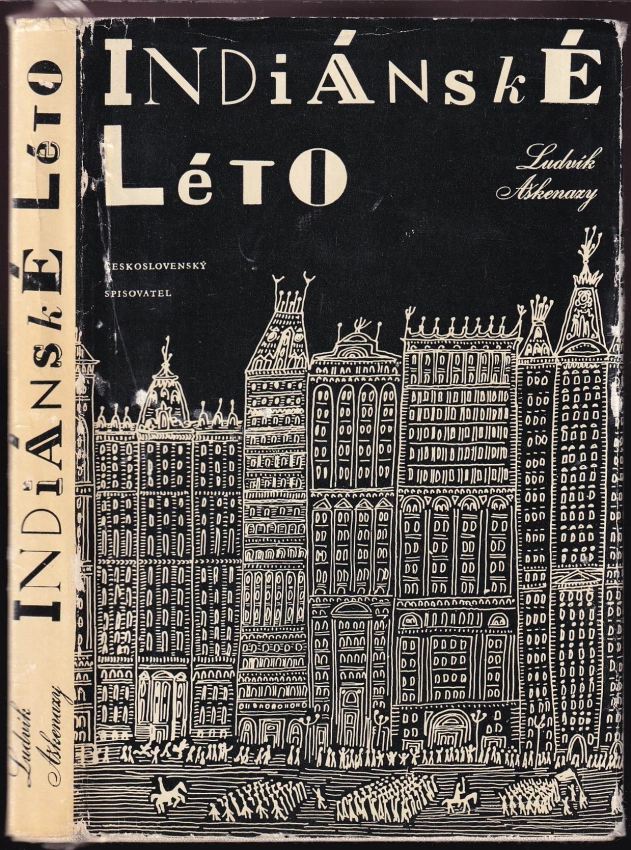 INDiÁNskÉ
LéTO
Ludvík
Aškenazy
ČESKOSLOVENSKÝ
SPISOVATEL
INDiÁNskÉ LéTO
Ludvík
Aškenazy